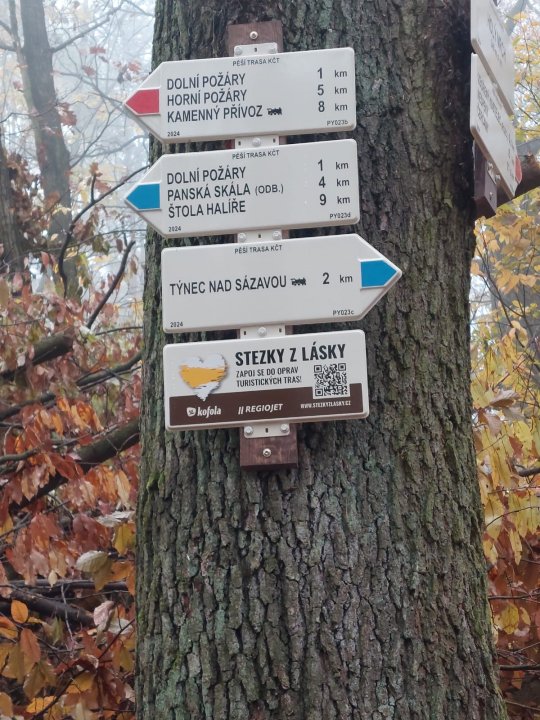 PĚŠÍ TRASA KČT
DOLNÍ POŽÁRY 1 km
HORNÍ POŽÁRY 5 km
KAMENNÝ PŘÍVOZ 8 km
2024 PY023b
PĚŠÍ TRASA KČT
DOLNÍ POŽÁRY 1 km
PANSKÁ SKÁLA (ODB.) 4 km
ŠTOLA HALÍŘE 9 km
2024 PY023d
PĚŠÍ TRASA KČT
TÝNEC NAD SÁZAVOU 2 km
2024 PY023c
STEZKY Z LÁSKY
ZAPOJ SE DO OPRAV
TURISTICKÝCH TRAS!
kofola REGIOJET WWW.STEZKYZLASKY.CZ